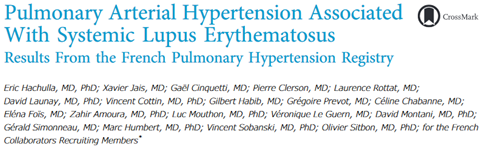 Pulmonary Arterial Hypertension Associated
With Systemic Lupus Erythematosus
CrossMark
Results From the French Pulmonary Hypertension Registry
Eric Hachulla, MD, PhD; Xavier Jais, MD; Gaël Cinquetti, MD; Pierre Clerson, MD; Laurence Rottat, MD;
David Launay, MD, PhD; Vincent Cottin, MD, PhD; Gilbert Habib, MD; Grégoire Prevot, MD; Céline Chabanne, MD;
Eléna Foïs, MD; Zahir Amoura, MD, PhD; Luc Mouthon, MD, PhD; Véronique Le Guern, MD; David Montani, MD, PhD;
Gérald Simonneau, MD; Marc Humbert, MD, PhD; Vincent Sobanski, MD; Olivier Sitbon, MD, PhD; for the French
Collaborators Recruiting Members*